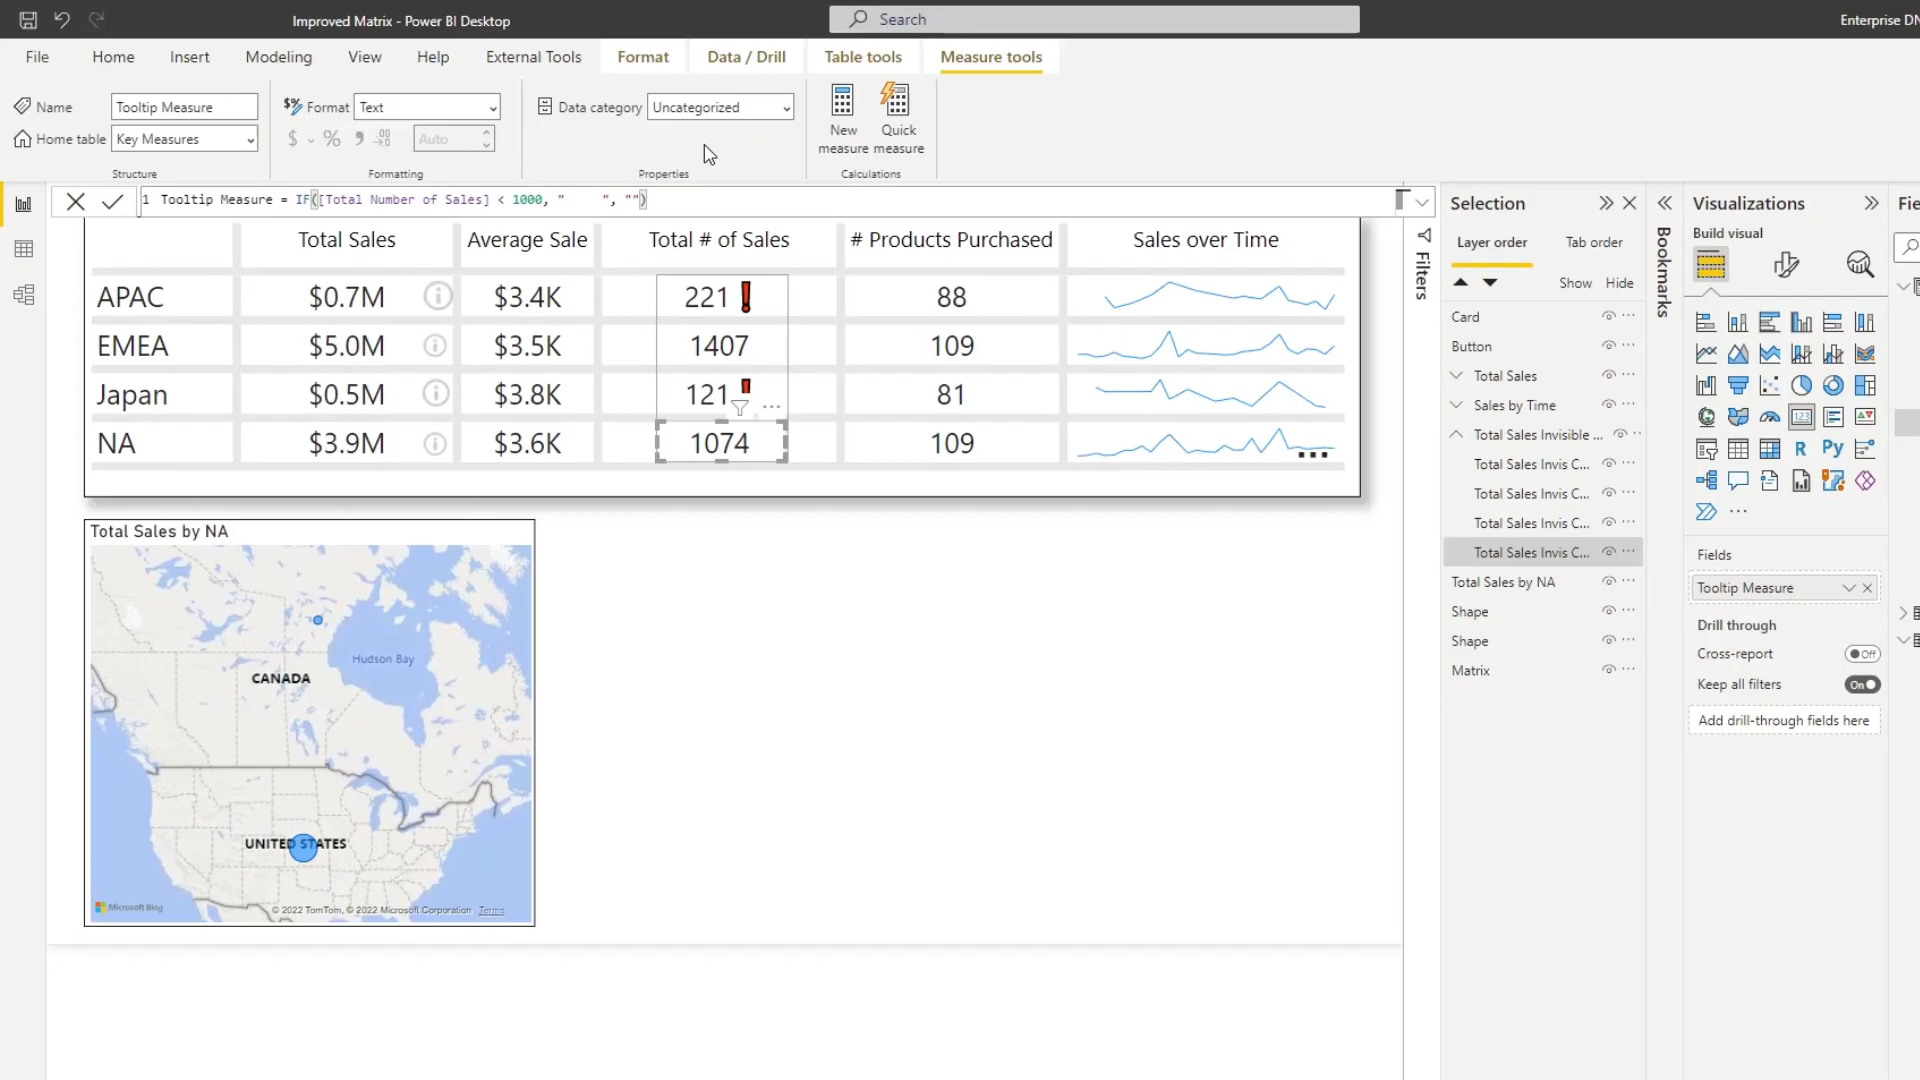 Improved Matrix - Power BI Desktop
Search
Enterprise DN
File
Home
Insert
Modeling
View
Help
External Tools
Format
Data / Drill
Table tools
Measure tools
Name
Tooltip Measure
Home table
Key Measures
Structure
$% Format
Text
$ % 9 .00
Auto
Formatting
Data category
Uncategorized
Properties
New measure
Quick measure
Calculations
1 Tooltip Measure = IF([Total Number of Sales] < 1000, "     ", "")
Total Sales
Average Sale
Total # of Sales
# Products Purchased
Sales over Time
APAC $0.7M $3.4K 221 ! 88
EMEA $5.0M $3.5K 1407 109
Japan $0.5M $3.8K 121 ! 81
NA $3.9M $3.6K 1074 109
Total Sales by NA
Hudson Bay
CANADA
UNITED STATES
Microsoft Bing
© 2022 TomTom, © 2022 Microsoft Corporation Terms
Filters
Selection
Layer order
Tab order
Show
Hide
Card
Button
Total Sales
Sales by Time
Total Sales Invisible ...
Total Sales Invis C...
Total Sales Invis C...
Total Sales Invis C...
Total Sales Invis C...
Total Sales by NA
Shape
Shape
Matrix
Bookmarks
Visualizations
Build visual
123
R
Py
Fields
Tooltip Measure
Drill through
Cross-report
Off
Keep all filters
On
Add drill-through fields here
Fie